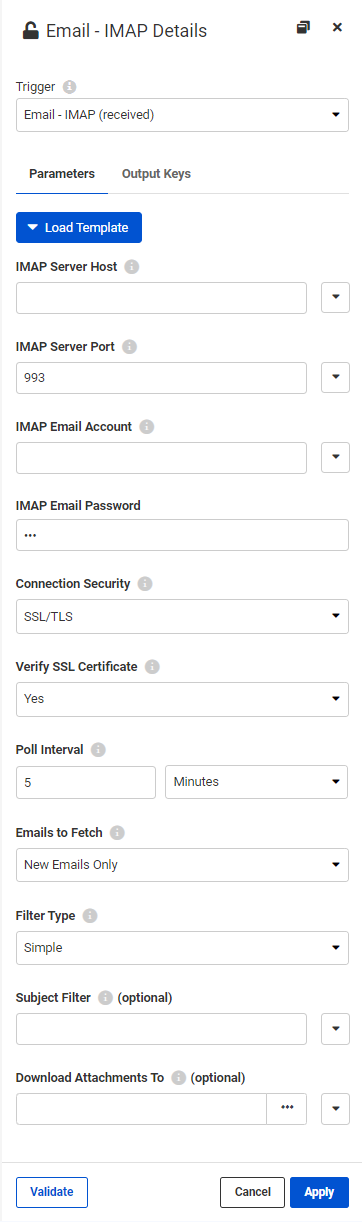 Email - IMAP Details
Trigger
Email - IMAP (received)
Parameters Output Keys
Load Template
IMAP Server Host
IMAP Server Port
993
IMAP Email Account
IMAP Email Password
•••
Connection Security
SSL/TLS
Verify SSL Certificate
Yes
Poll Interval
5 Minutes
Emails to Fetch
New Emails Only
Filter Type
Simple
Subject Filter (optional)
Download Attachments To (optional)
•••
Validate Cancel Apply